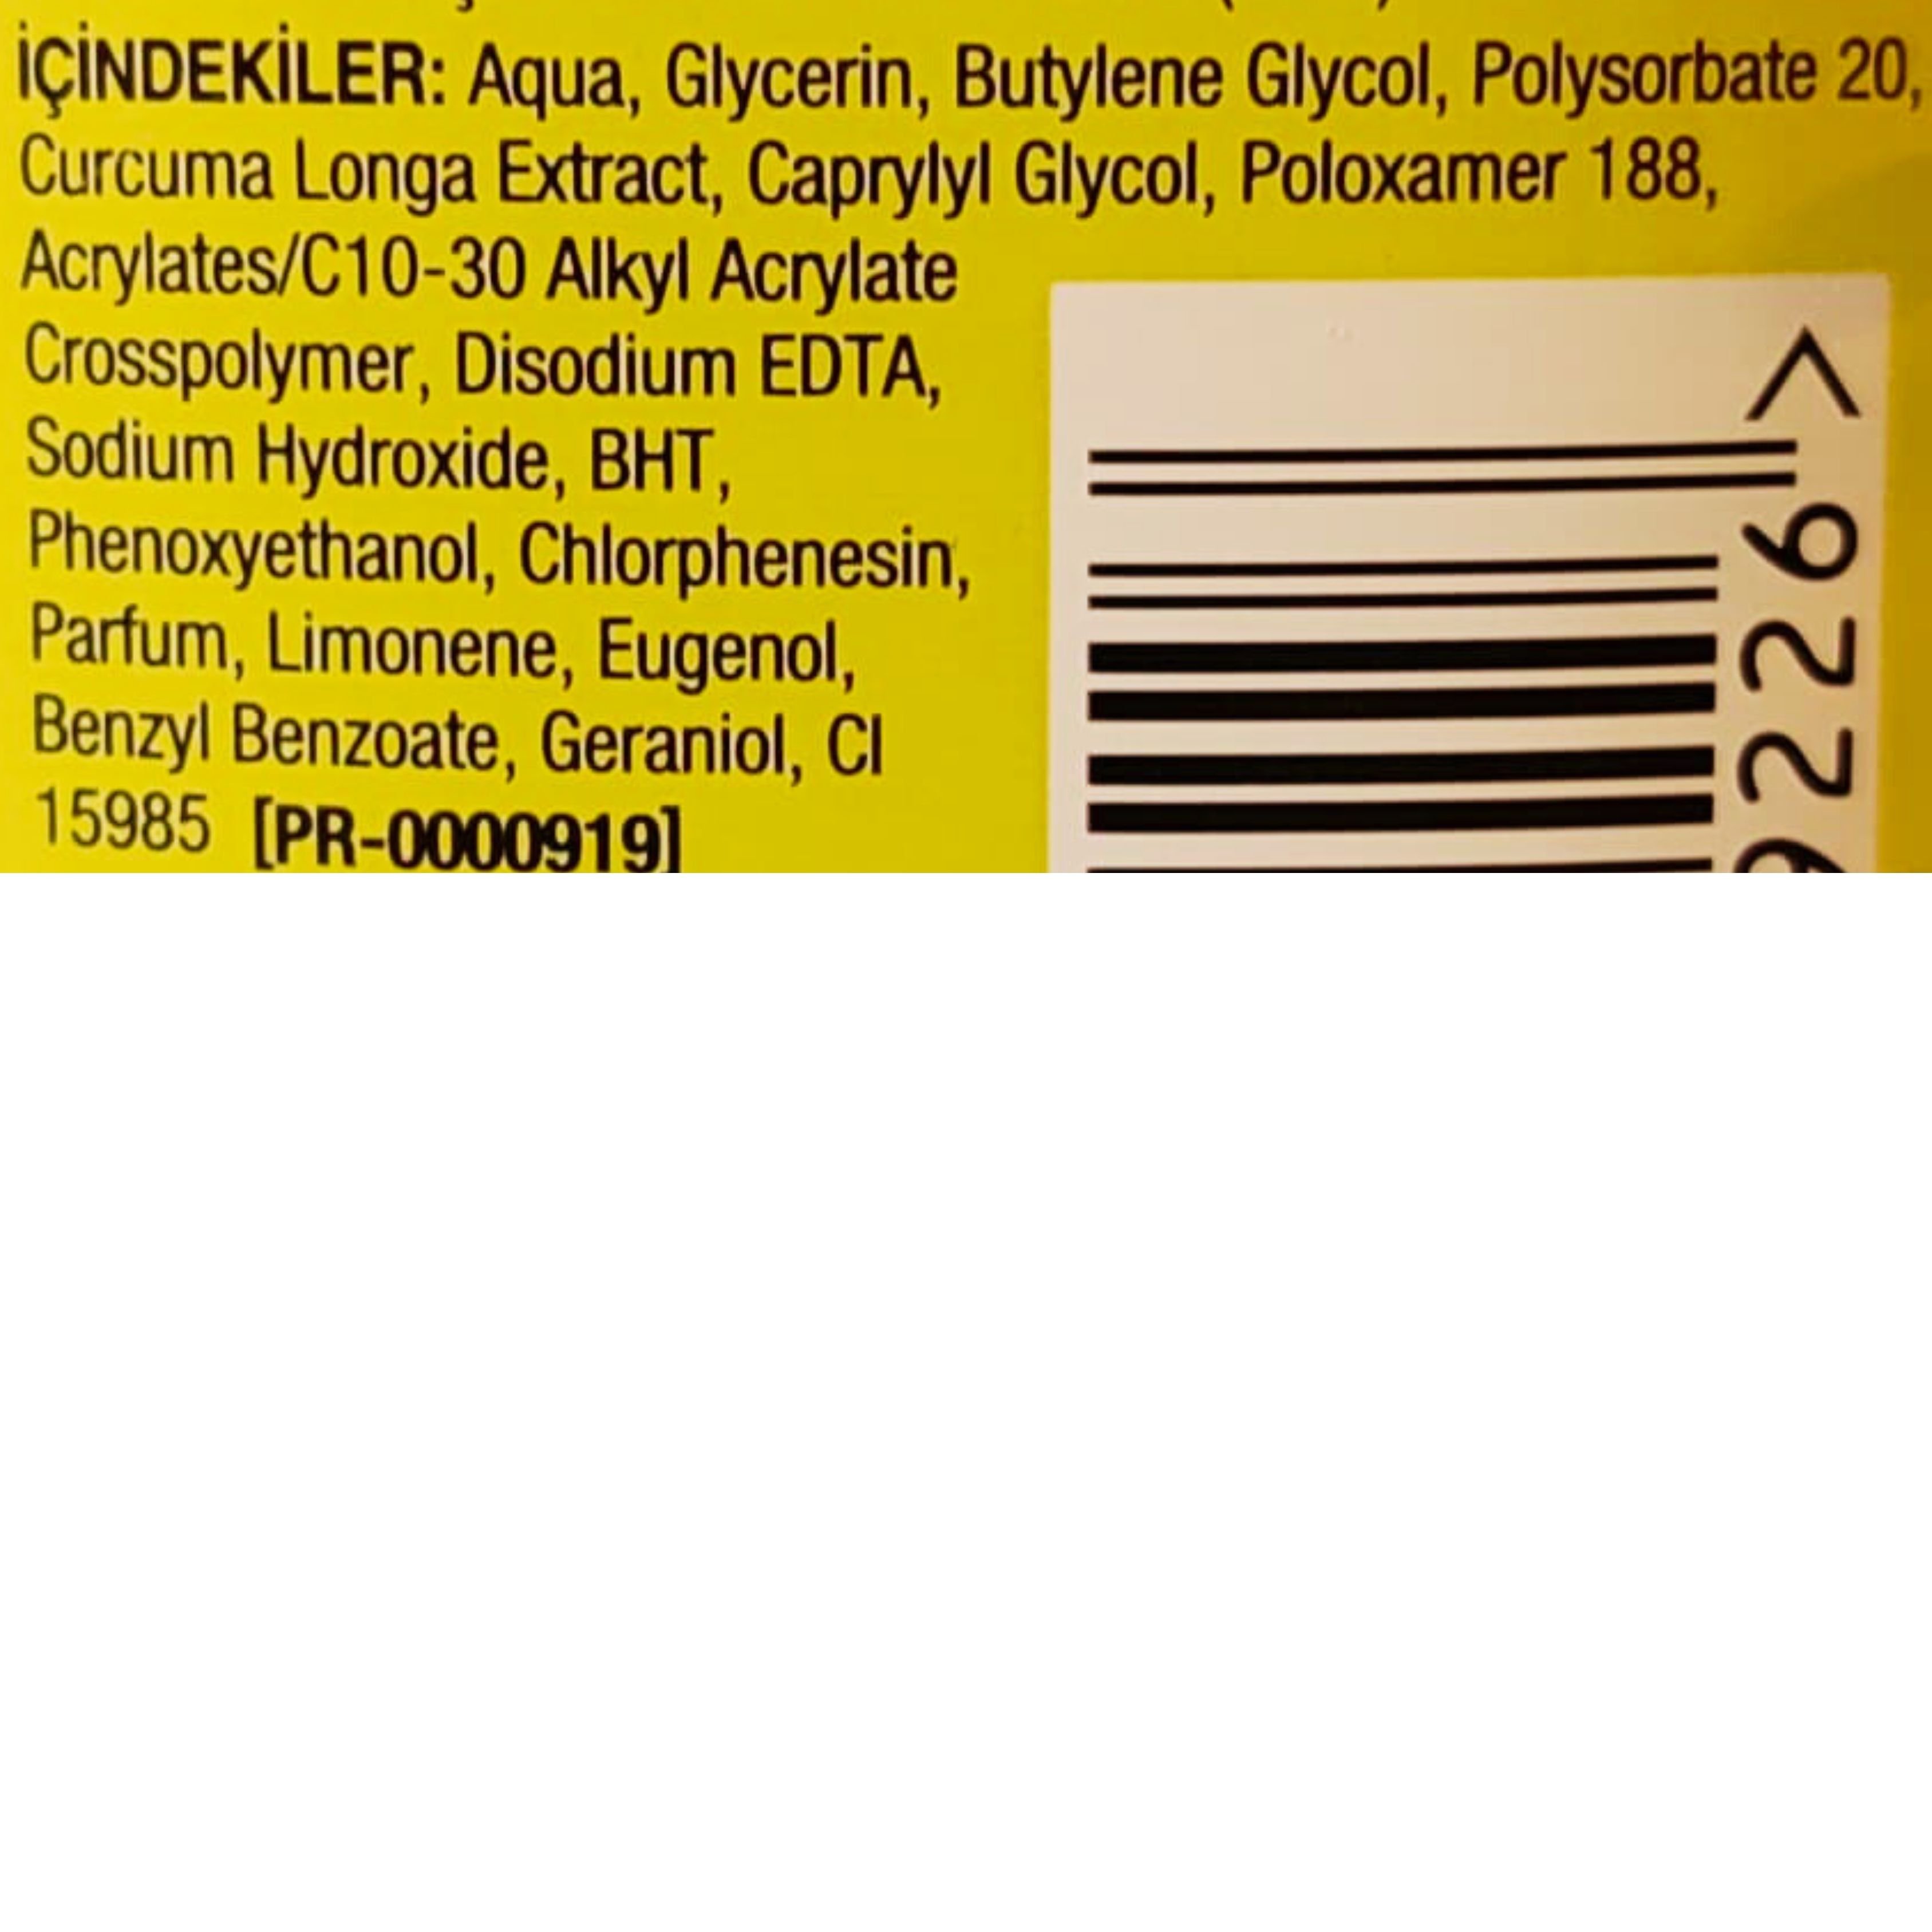 İÇİNDEKİLER: Aqua, Glycerin, Butylene Glycol, Polysorbate 20,
Curcuma Longa Extract, Caprylyl Glycol, Poloxamer 188,
Acrylates/C10-30 Alkyl Acrylate
Crosspolymer, Disodium EDTA,
Sodium Hydroxide, BHT,
Phenoxyethanol, Chlorphenesin,
Parfum, Limonene, Eugenol,
Benzyl Benzoate, Geraniol, CI
15985 [PR-0000919]
9226>